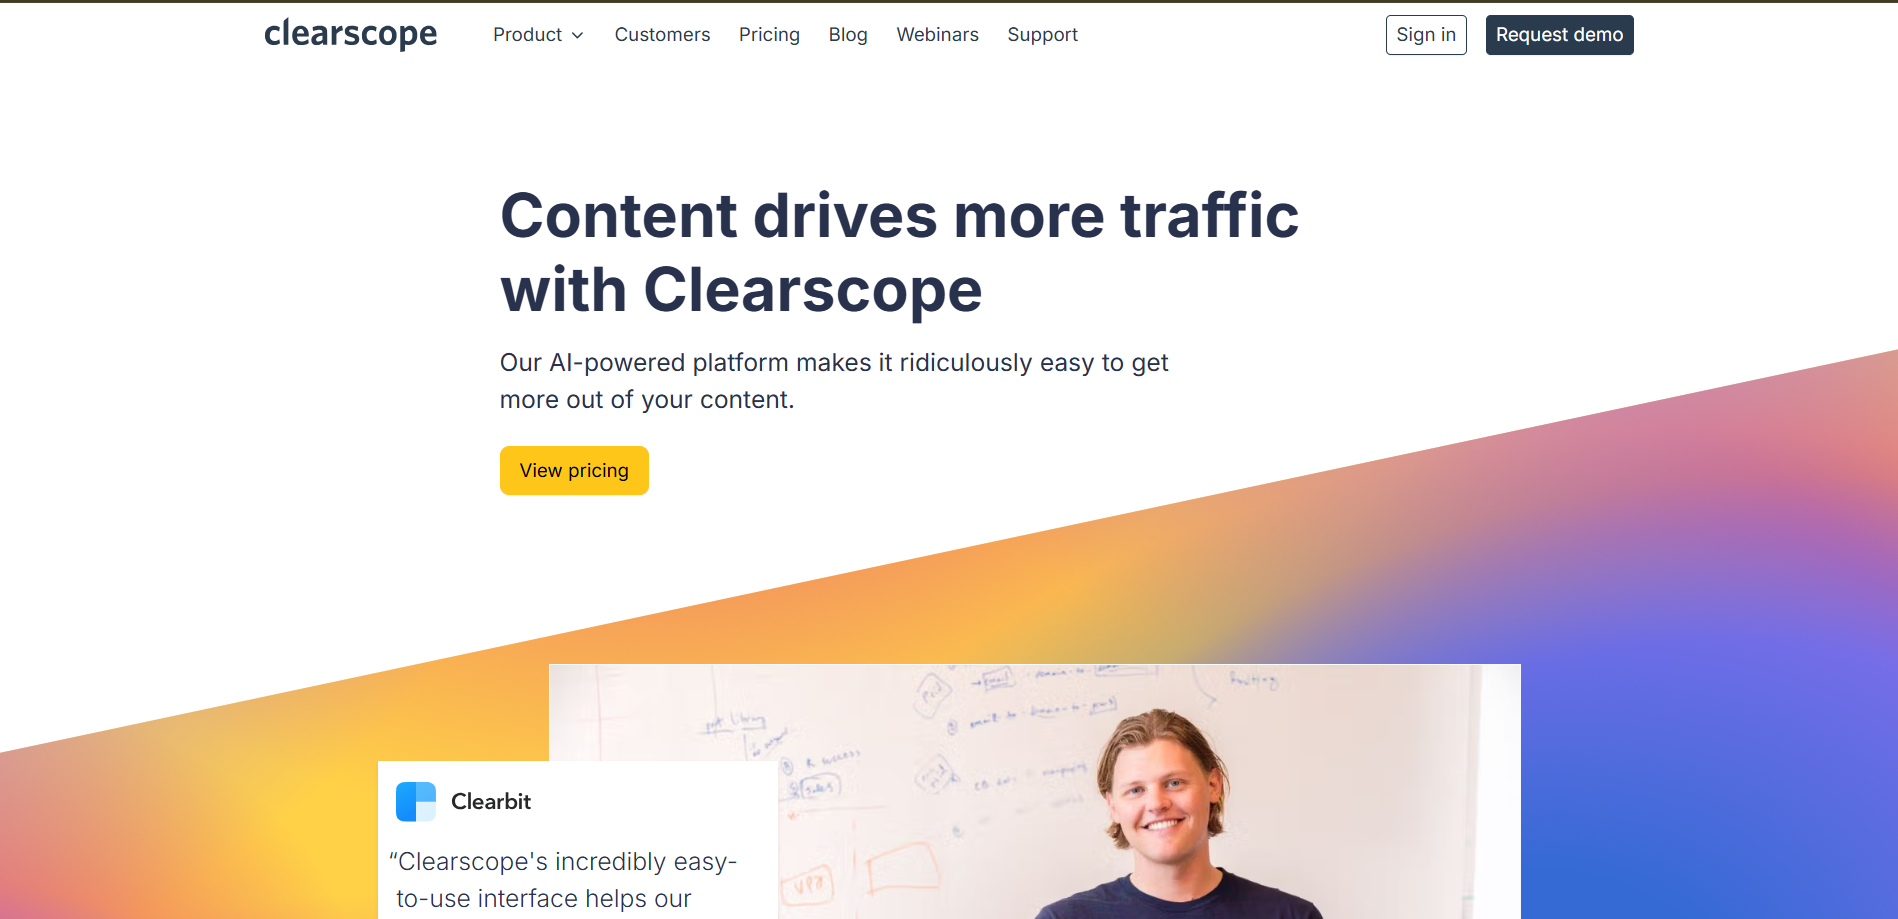 clearscope
Product
Customers
Pricing
Blog
Webinars
Support
Sign in
Request demo
Content drives more traffic
with Clearscope
Our AI-powered platform makes it ridiculously easy to get
more out of your content.
View pricing
Clearbit
“Clearscope's incredibly easy-
to-use interface helps our